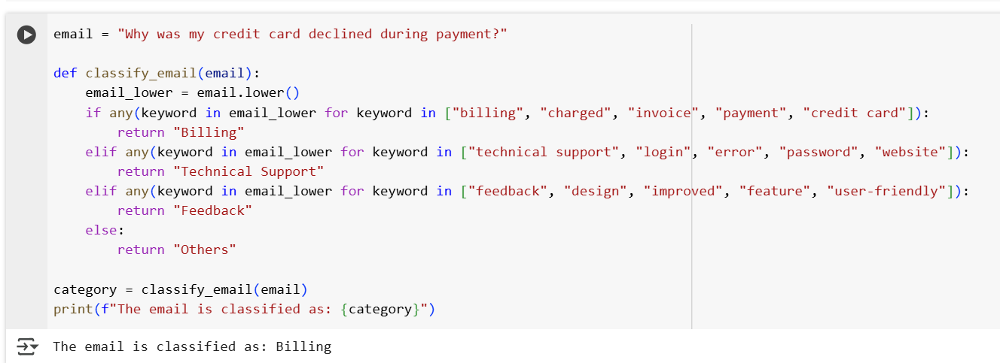 email = "Why was my credit card declined during payment?"
def classify_email(email):
    email_lower = email.lower()
    if any(keyword in email_lower for keyword in ["billing", "charged", "invoice", "payment", "credit card"]):
        return "Billing"
    elif any(keyword in email_lower for keyword in ["technical support", "login", "error", "password", "website"]):
        return "Technical Support"
    elif any(keyword in email_lower for keyword in ["feedback", "design", "improved", "feature", "user-friendly"]):
        return "Feedback"
    else:
        return "Others"
category = classify_email(email)
print(f"The email is classified as: {category}")
The email is classified as: Billing